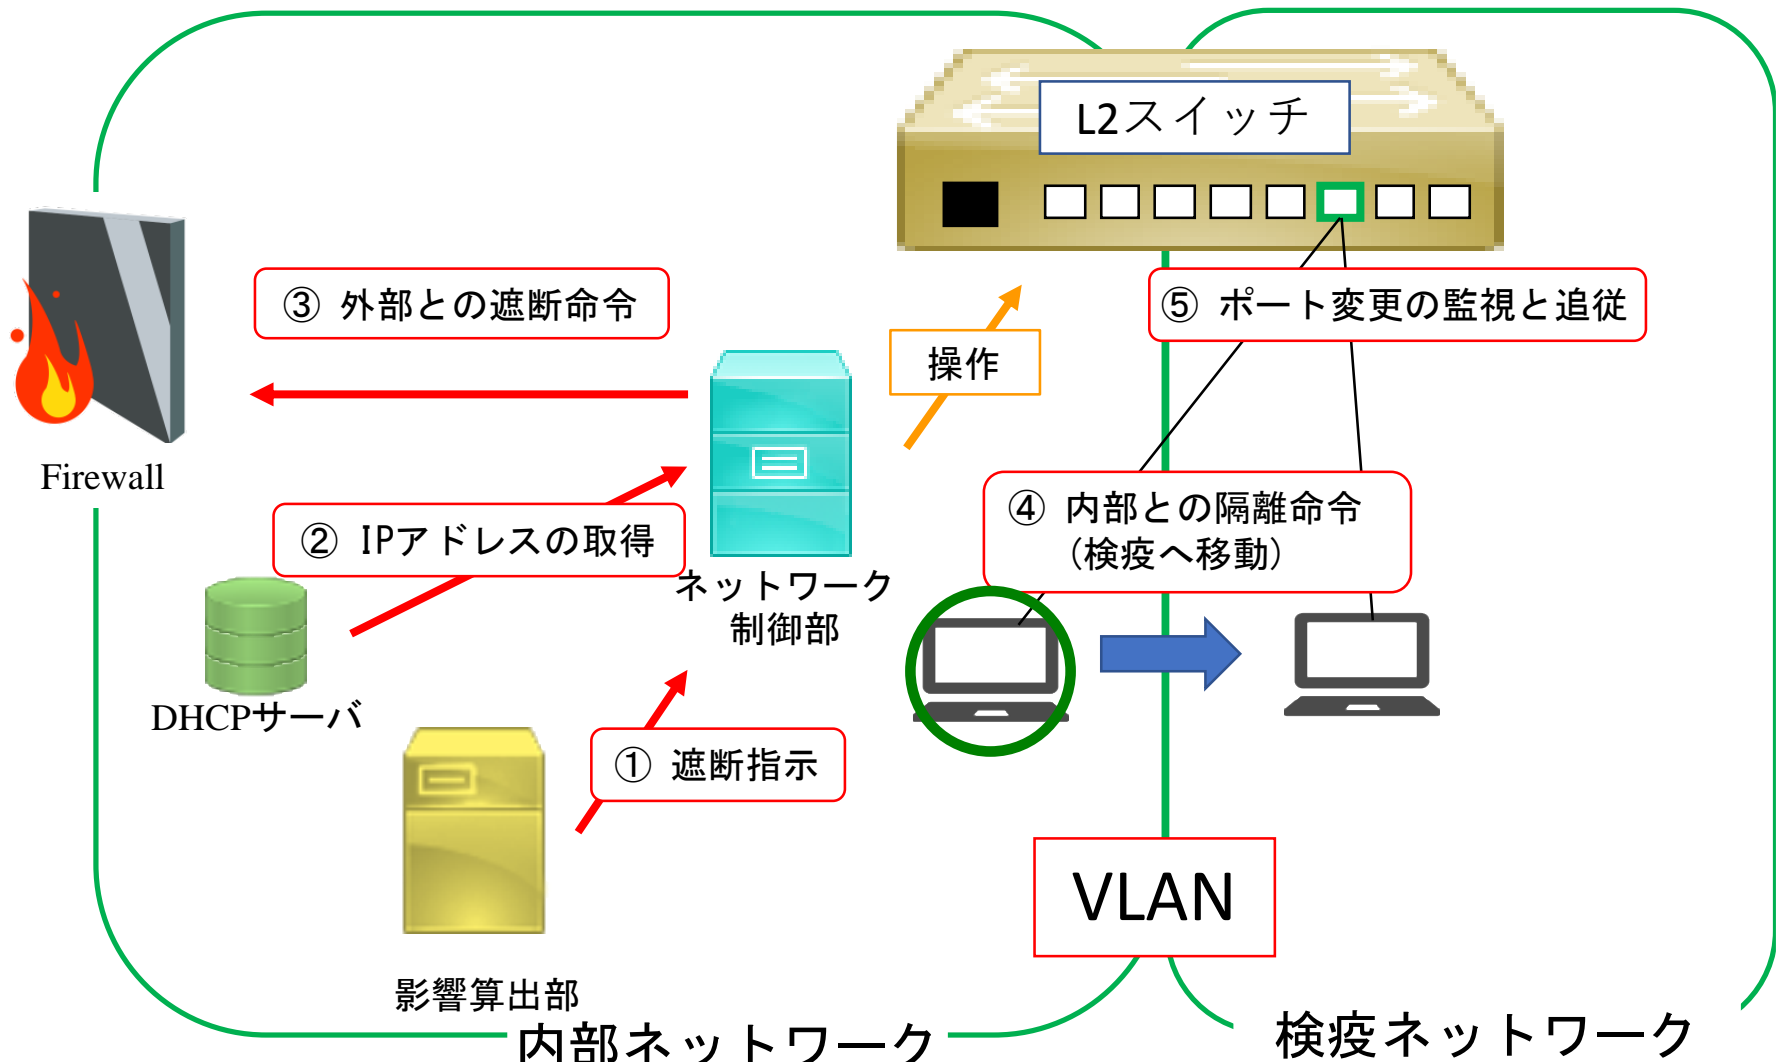 L2スイッチ
③ 外部との遮断命令
⑤ ポート変更の監視と追従
操作
Firewall
④ 内部との隔離命令
(検疫へ移動)
② IPアドレスの取得
ネットワーク
制御部
DHCPサーバ
① 遮断指示
VLAN
影響算出部
内部ネットワーク
検疫ネットワーク